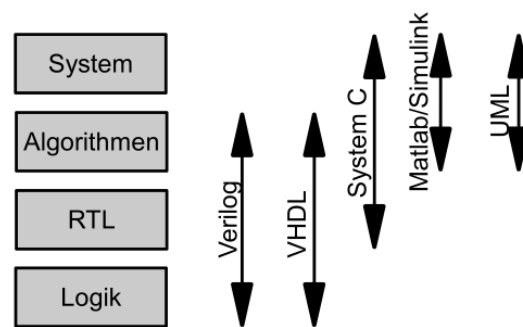 System
Algorithmen
RTL
Logik
Verilog
VHDL
System C
Matlab/Simulink
UML